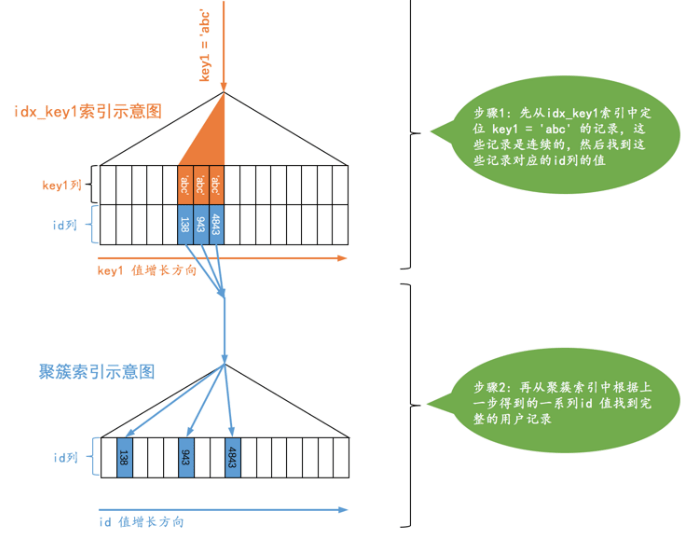 key1 = 'abc'
idx_key1索引示意图
key1列
'abc'
'abc'
'abc'
id列
138
943
4843
key1 值增长方向
步骤1: 先从idx_key1索引中定
位 key1 = 'abc' 的记录, 这
些记录是连续的, 然后找到这
些记录对应的id列的值
聚簇索引示意图
id列
138
943
4843
id 值增长方向
步骤2: 再从聚簇索引中根据上
一步得到的一系列id 值找到完
整的用户记录